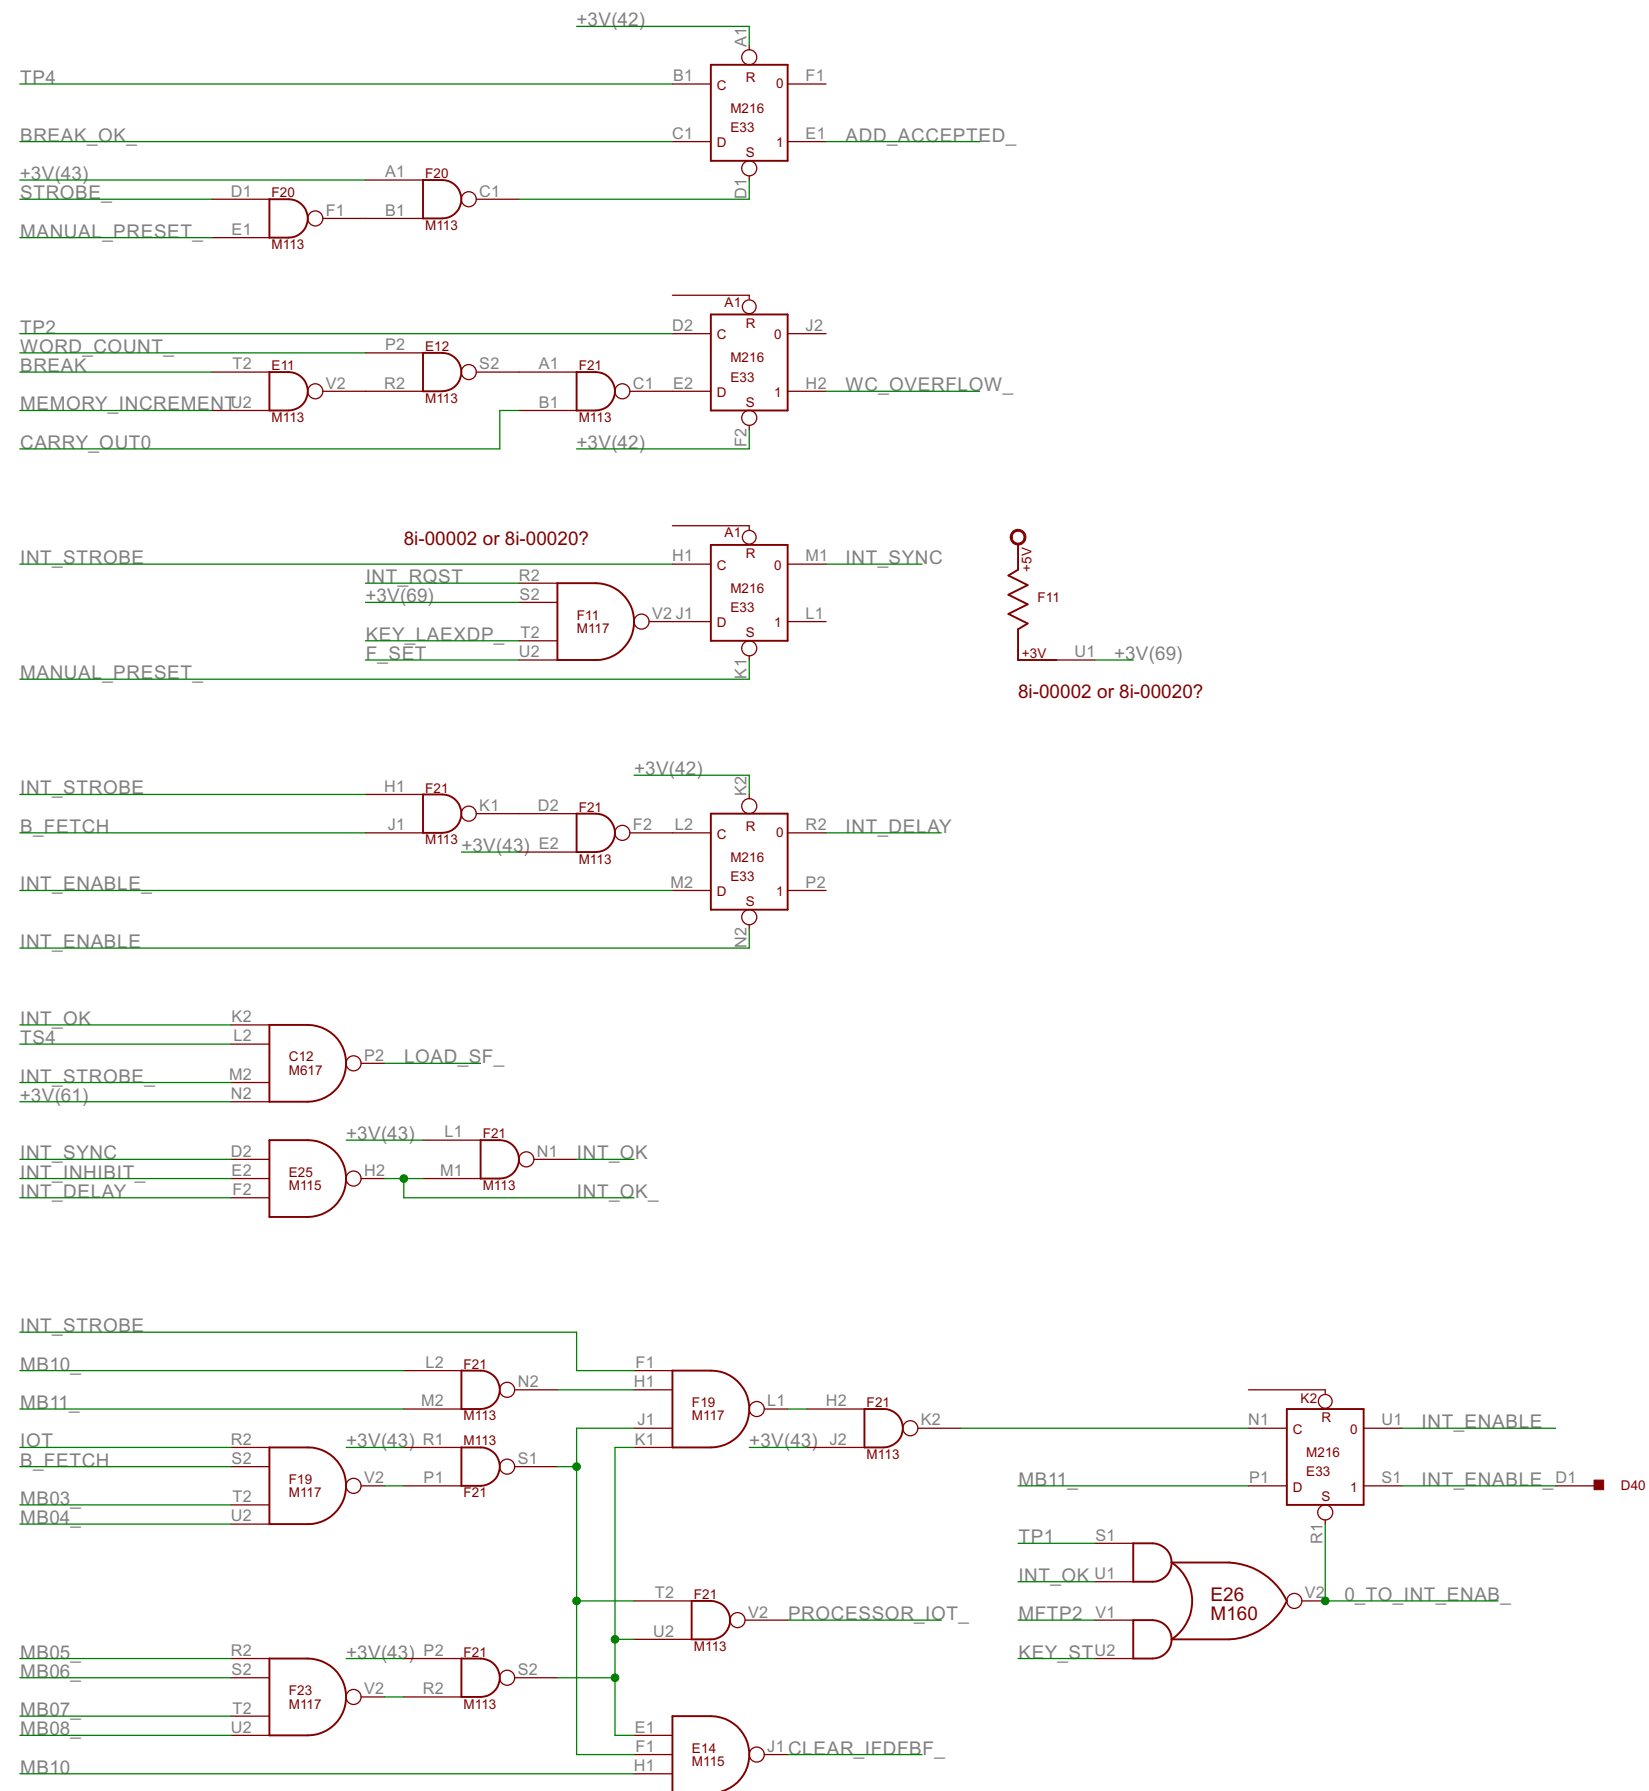 +3V(42)
A1
TP4 B1 C R 0 F1
M216
E33
BREAK_OK_ C1 D S 1 E1 ADD_ACCEPTED_
D1
+3V(43) A1 F20 C1
STROBE_ D1 F20 F1 B1 M113
MANUAL_PRESET_ E1 M113
A1
TP2 D2 C R 0 J2
M216
E33
WORD_COUNT_ P2 E12 S2 A1 F21 C1 E2 D S 1 H2 WC_OVERFLOW_
BREAK T2 E11 V2 R2 M113 B1 M113
MEMORY_INCREMENT U2 M113
CARRY_OUT0 +3V(42) F2
8i-00002 or 8i-00020?
A1
INT_STROBE H1 C R 0 M1 INT_SYNC
M216
E33
INT_RQST R2
+3V(69) S2
F11
M117
V2 J1 D S 1 L1
KEY_LAEXDP_ T2
F_SET U2
MANUAL_PRESET_ K1
+5V
F11
+3V U1 +3V(69)
8i-00002 or 8i-00020?
+3V(42) K2
INT_STROBE H1 F21 K1 D2 F21 F2 L2 C R 0 R2 INT_DELAY
B_FETCH J1 M113 +3V(43) E2 M113
M216
E33
INT_ENABLE_ M2 D S 1 P2
INT_ENABLE N2
INT_OK K2
TS4 L2
C12
M617
P2 LOAD_SF_
INT_STROBE_ M2
+3V(61) N2
+3V(43) L1 F21 N1 INT_OK
INT_SYNC D2
INT_INHIBIT_ E2
E25
M115
H2 M1 M113
INT_DELAY F2 INT_OK_
INT_STROBE
MB10_ L2 F21 N2
MB11_ M2 M113
F1
H1
F19
M117
L1 H2 F21 K2
J1
K1 +3V(43) J2 M113
IOT R2 +3V(43) R1 M113 S1
B_FETCH S2
F19
M117
V2 P1 F21
MB03_ T2
MB04_ U2
K2
N1 C R 0 U1 INT_ENABLE
M216
E33
MB11_ P1 D S 1 S1 INT_ENABLE_ D1 D40
R1
TP1 S1
INT_OK U1
E26
M160
V2 0_TO_INT_ENAB_
MFTP2 V1
KEY_ST U2
T2 F21 V2 PROCESSOR_IOT_
U2 M113
MB05_ R2 +3V(43) P2 F21 S2
MB06_ S2
F23
M117
V2 R2 M113
MB07_ T2
MB08_ U2
E1
F1
E14
M115
J1 CLEAR_IFDFBF_
MB10 H1